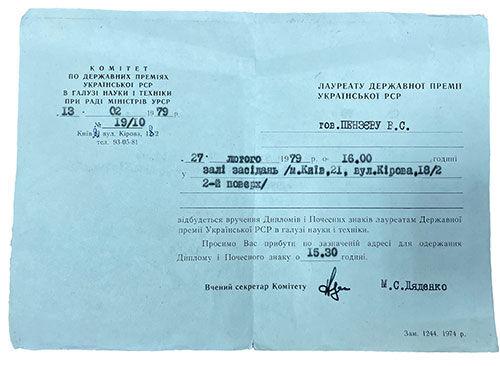 КОМІТЕТ
ПО ДЕРЖАВНИХ ПРЕМІЯХ
УКРАЇНСЬКОЇ РСР
В ГАЛУЗІ НАУКИ І ТЕХНІКИ
ПРИ РАДІ МІНІСТРІВ УРСР
13 02 1979 р.
№ 19/10
Київ вул. Кірова,
тел. 93-05-81
ЛАУРЕАТУ ДЕРЖАВНОЇ ПРЕМІЇ
УКРАЇНСЬКОЇ РСР
тов. ПЕНЗЄВУ В.С.
27 лютого 1979 р. о 16.00 годині
у залі засідань /м.Київ,21, вул.Кірова,18/2
2-й поверх/
відбудеться вручення Дипломів і Почесних знаків лауреатам Державної
премії Української РСР в галузі науки і техніки.
Просимо Вас прибути по зазначеній адресі для одержання
Диплому і Почесного знаку о 15.30 годині.
Вчений секретар Комітету М.С.Дяденко
Зам. 1244. 1974 р.